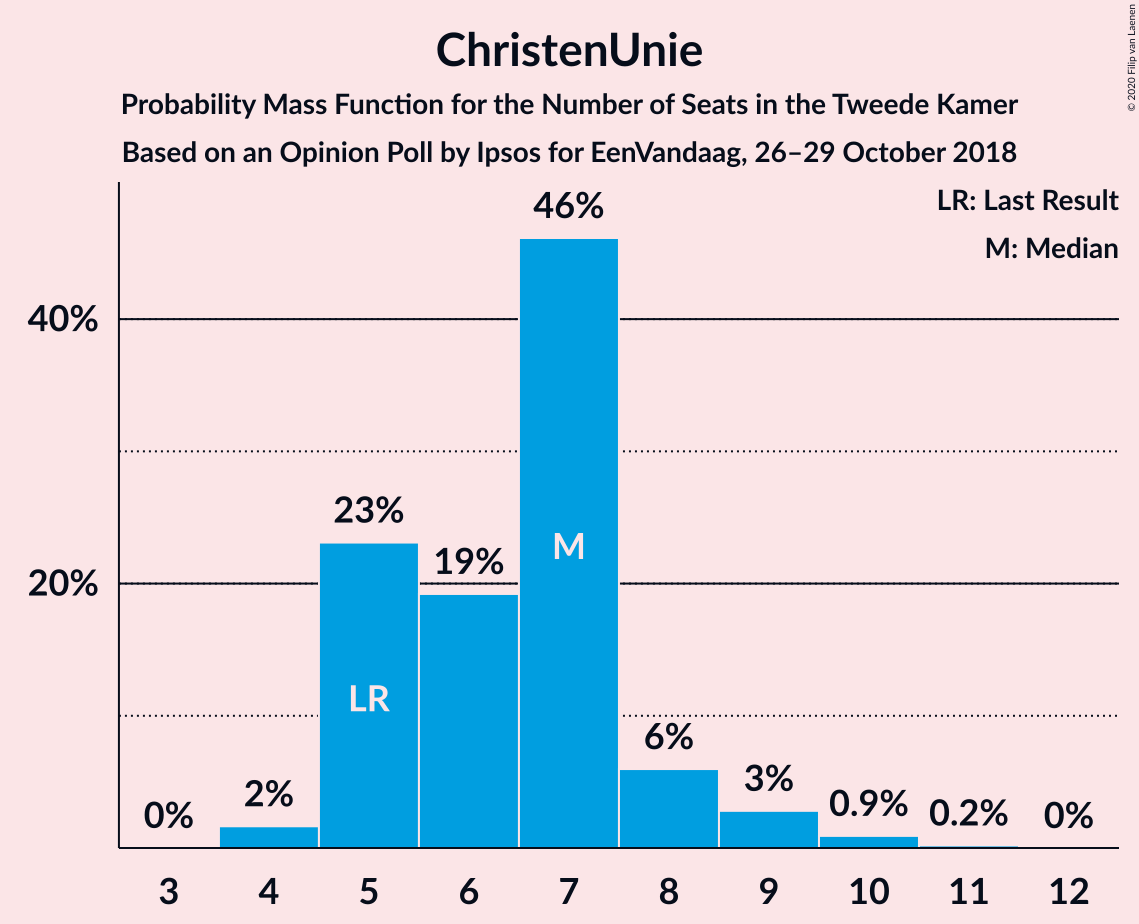 ChristenUnie
Probability Mass Function for the Number of Seats in the Tweede Kamer
Based on an Opinion Poll by Ipsos for EenVandaag, 26–29 October 2018
© 2020 Filip van Laenen
LR: Last Result
M: Median
40%
20%
0%
2%
23%
19%
46%
6%
3%
0.9%
0.2%
0%
LR
M
3 4 5 6 7 8 9 10 11 12